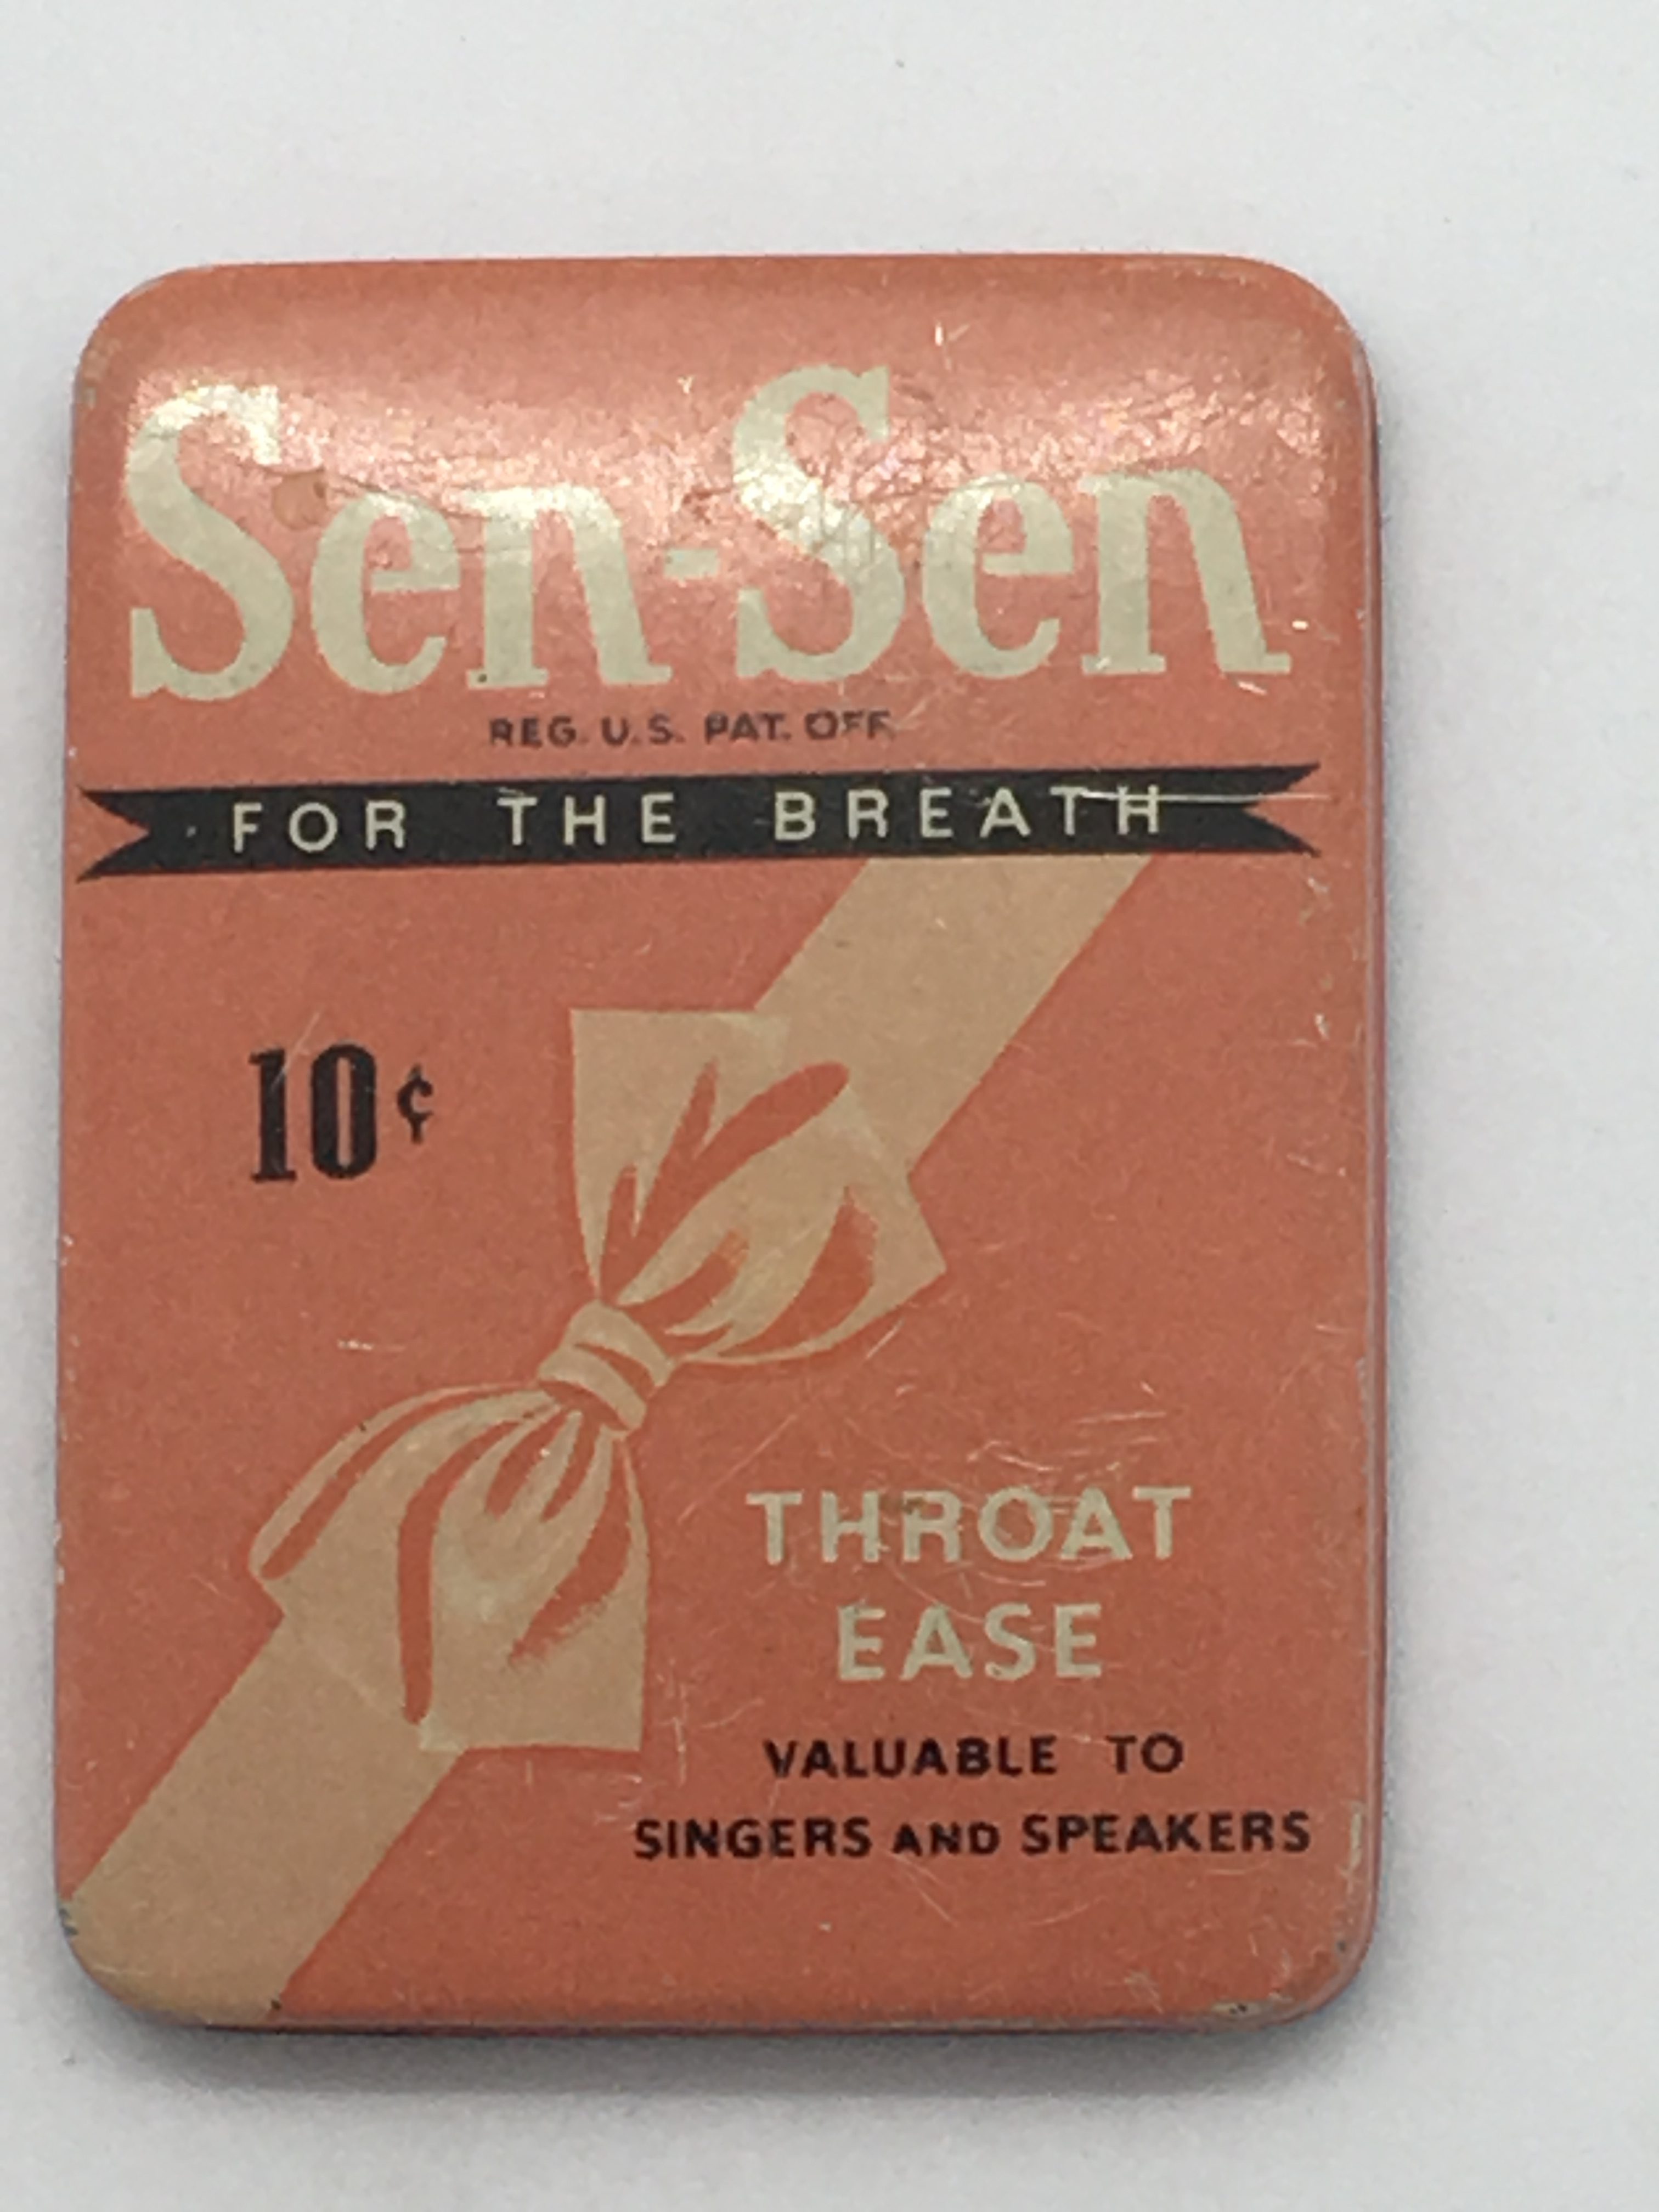 Sen-Sen
REG. U.S. PAT. OFF.
FOR THE BREATH
10¢
THROAT
EASE
VALUABLE TO
SINGERS AND SPEAKERS